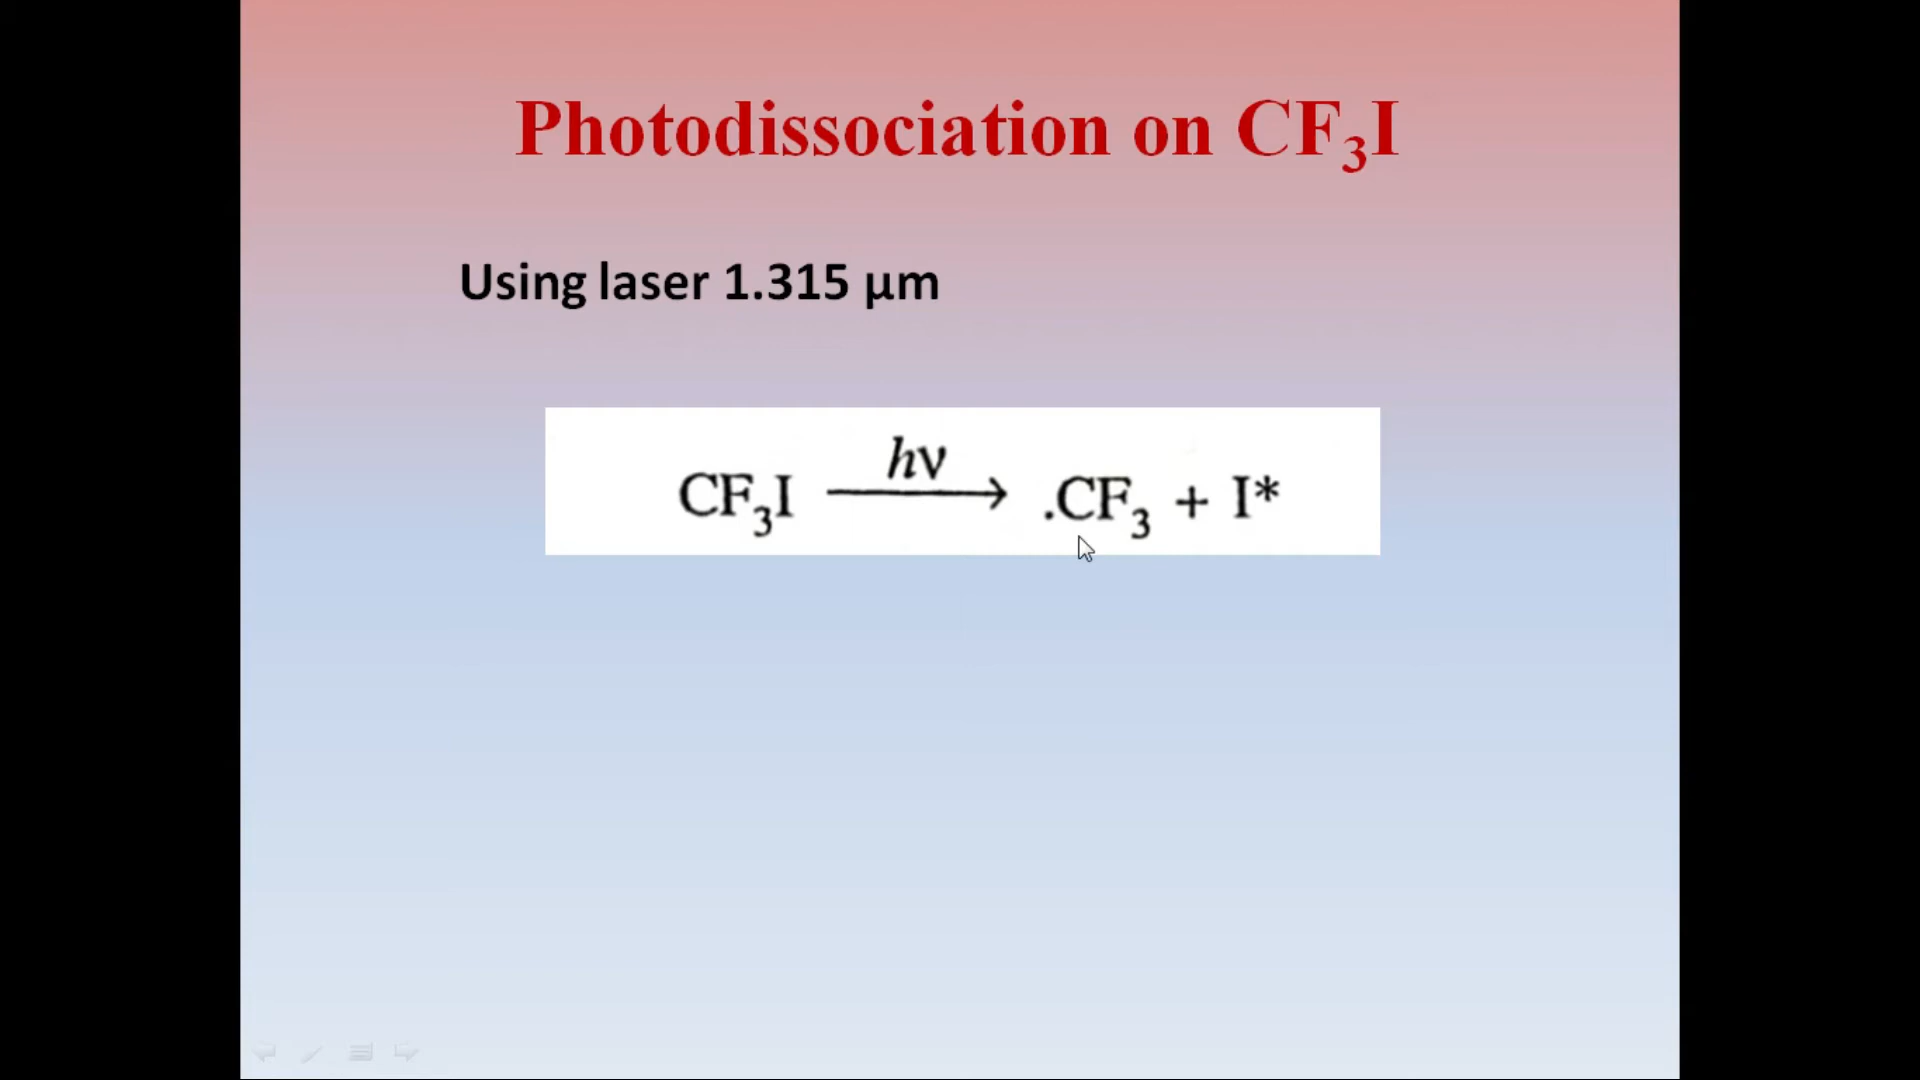 Photodissociation on CF₃I
Using laser 1.315 µm
CF₃I —hν→ .CF₃ + I*